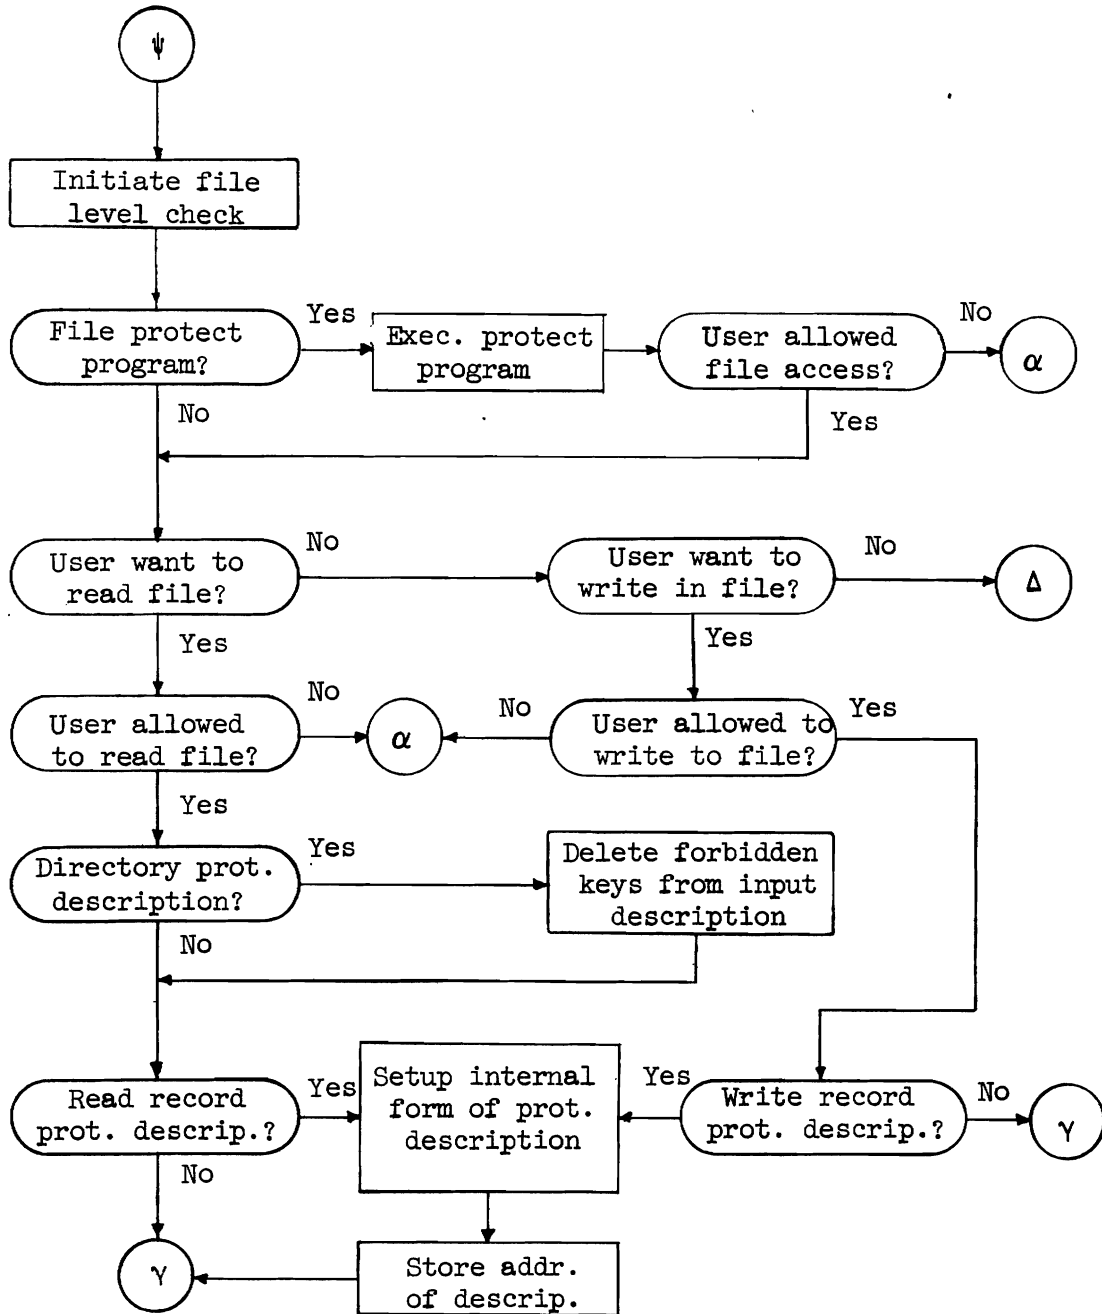 ψ
Initiate file
level check
File protect
program?
Yes
Exec. protect
program
User allowed
file access?
No
α
No
Yes
User want to
read file?
No
User want to
write in file?
No
Δ
Yes
Yes
User allowed
to read file?
No
α
No
User allowed to
write to file?
Yes
Yes
Directory prot.
description?
Yes
Delete forbidden
keys from input
description
No
Read record
prot. descrip.?
Yes
Setup internal
form of prot.
description
Yes
Write record
prot. descrip.?
No
γ
No
γ
Store addr.
of descrip.